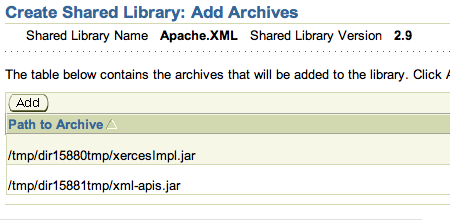 Create Shared Library: Add Archives
Shared Library Name Apache.XML Shared Library Version 2.9
The table below contains the archives that will be added to the library. Click A
Add
Path to Archive
/tmp/dir15880tmp/xercesImpl.jar
/tmp/dir15881tmp/xml-apis.jar